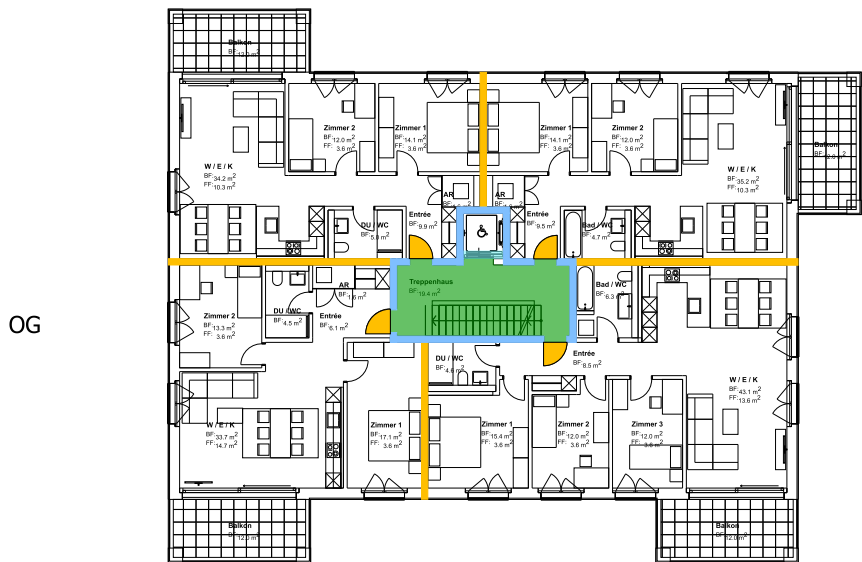 Balkon
BF: 12.0 m²
Zimmer 2
BF: 12.0 m²
FF: 3.6 m²
Zimmer 1
BF: 14.1 m²
FF: 3.6 m²
Zimmer 1
BF: 14.1 m²
FF: 3.6 m²
Zimmer 2
BF: 12.0 m²
FF: 3.6 m²
Balkon
W / E / K
BF: 34.2 m²
FF: 10.3 m²
W / E / K
BF: 35.2 m²
FF: 10.3 m²
AR
AR
DU / WC
BF: 5.0 m²
Entrée
BF: 9.9 m²
Entrée
BF: 9.5 m²
Bad / WC
BF: 4.7 m²
Treppenhaus
BF: 19.4 m²
AR
BF: 1.6 m²
Bad / WC
BF: 6.3 m²
OG
Zimmer 2
BF: 13.3 m²
FF: 3.6 m²
DU / WC
BF: 4.5 m²
Entrée
BF: 6.1 m²
DU / WC
BF: 4.6 m²
Entrée
BF: 8.5 m²
W / E / K
BF: 43.1 m²
FF: 13.6 m²
W / E / K
BF: 33.7 m²
FF: 14.7 m²
Zimmer 1
BF: 17.1 m²
FF: 3.6 m²
Zimmer 1
BF: 15.4 m²
FF: 3.6 m²
Zimmer 2
BF: 12.0 m²
FF: 3.6 m²
Zimmer 3
BF: 12.0 m²
FF: 3.6 m²
Balkon
BF: 12.0 m²
Balkon
BF: 12.0 m²